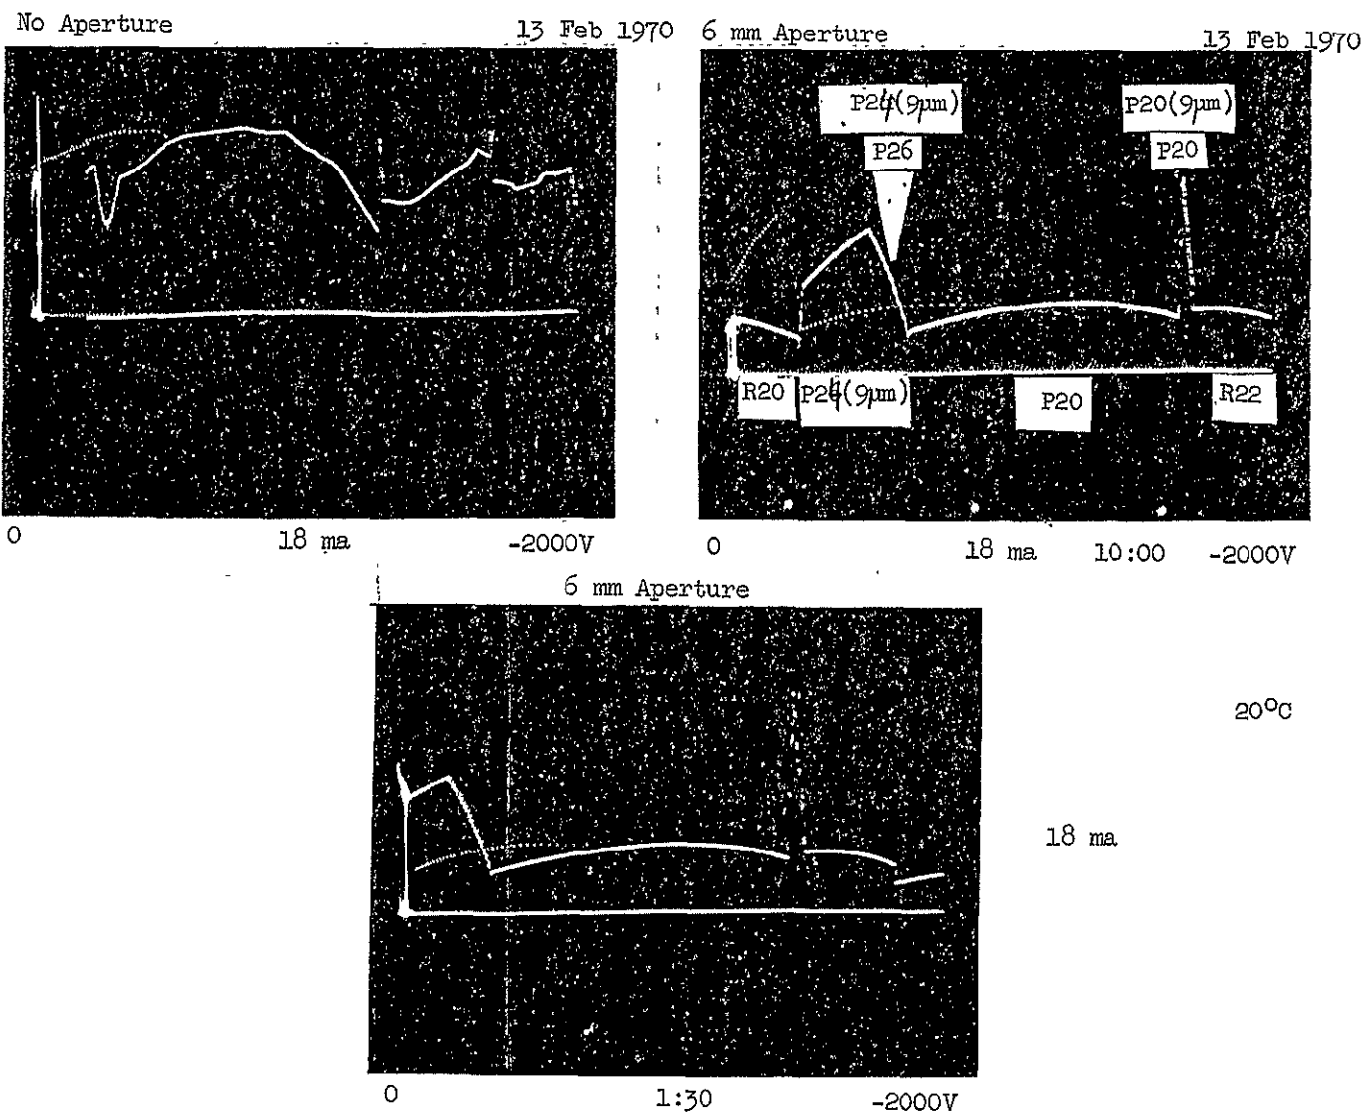 No Aperture 13 Feb 1970
6 mm Aperture 13 Feb 1970
P24(9μm)
P20(9μm)
P26
P20
R20
P24(9μm)
P20
R22
0 18 ma -2000V
0 18 ma 10:00 -2000V
6 mm Aperture
20°C
18 ma
0 1:30 -2000V